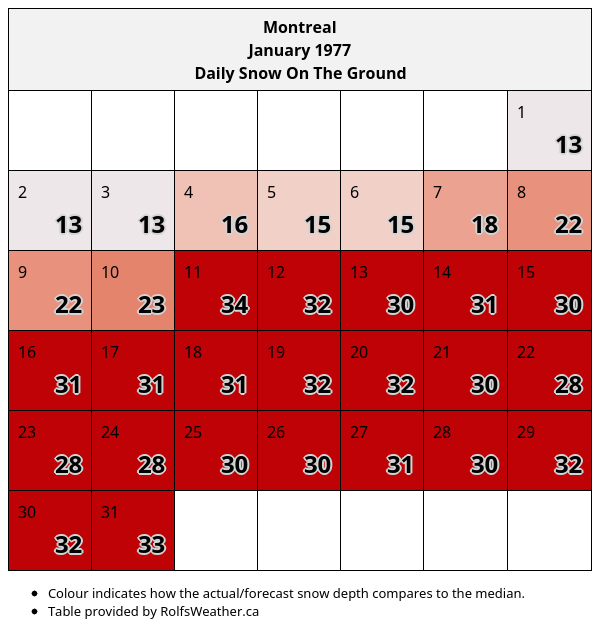 Montreal
January 1977
Daily Snow On The Ground
1
13
2 3 4 5 6 7 8
13 13 16 15 15 18 22
9 10 11 12 13 14 15
22 23 34 32 30 31 30
16 17 18 19 20 21 22
31 31 31 32 32 30 28
23 24 25 26 27 28 29
28 28 30 30 31 30 32
30 31
32 33
Colour indicates how the actual/forecast snow depth compares to the median.
Table provided by RolfsWeather.ca